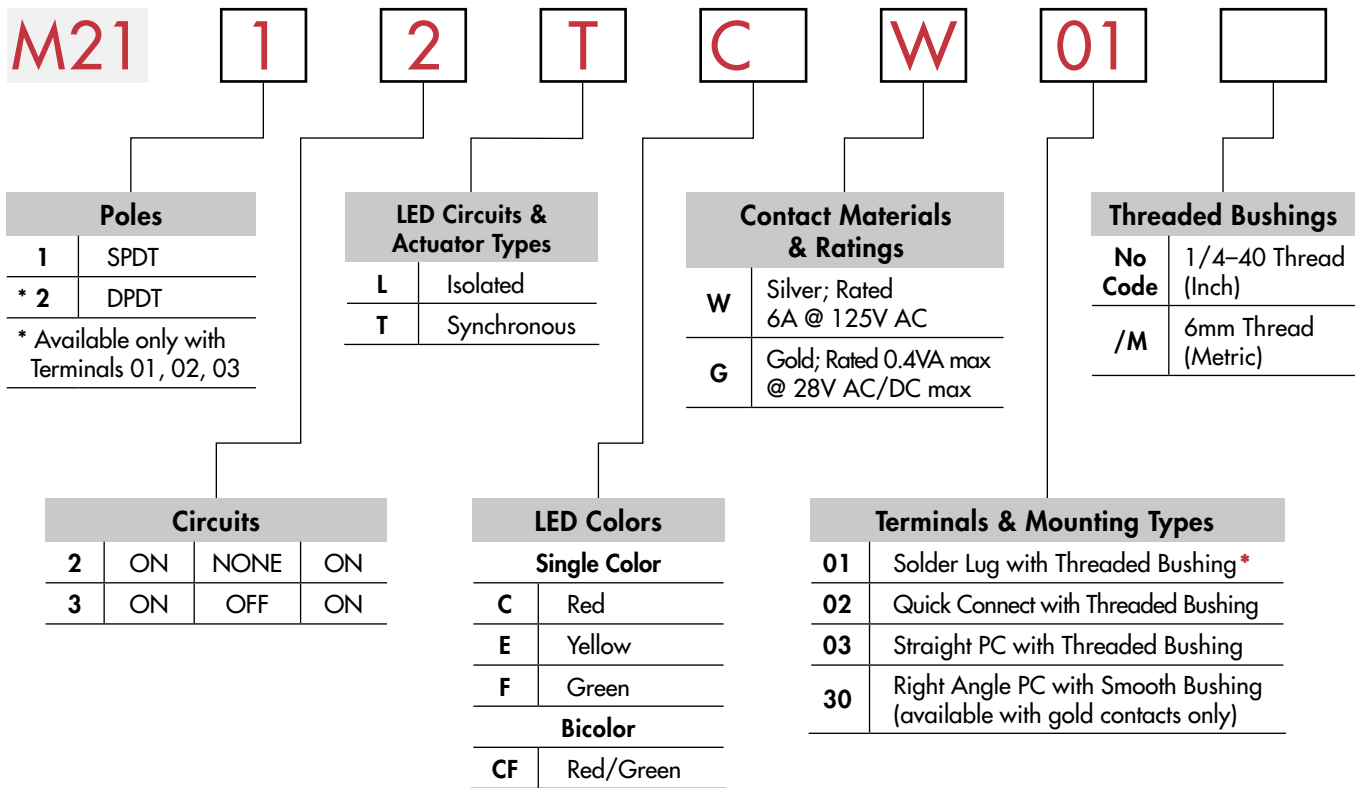 M21 1 2 T C W 01
Poles
1 SPDT
* 2 DPDT
* Available only with
Terminals 01, 02, 03
LED Circuits &
Actuator Types
L Isolated
T Synchronous
Contact Materials
& Ratings
W Silver; Rated
6A @ 125V AC
G Gold; Rated 0.4VA max
@ 28V AC/DC max
Threaded Bushings
No
Code
1/4–40 Thread
(Inch)
/M 6mm Thread
(Metric)
Circuits
2 ON NONE ON
3 ON OFF ON
LED Colors
Single Color
C Red
E Yellow
F Green
Bicolor
CF Red/Green
Terminals & Mounting Types
01 Solder Lug with Threaded Bushing*
02 Quick Connect with Threaded Bushing
03 Straight PC with Threaded Bushing
30 Right Angle PC with Smooth Bushing
(available with gold contacts only)